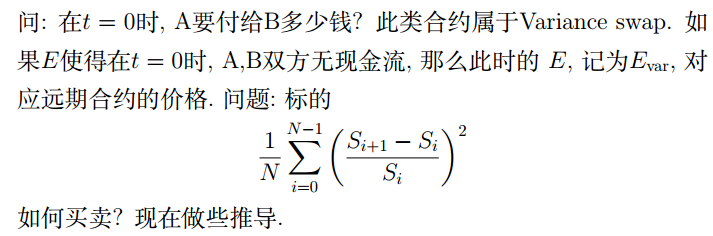 问: 在$t = 0$时, A要付给B多少钱? 此类合约属于Variance swap. 如
果$E$使得在$t = 0$时, A,B双方无现金流, 那么此时的 $E$, 记为$E_{\text{var}}$, 对
应远期合约的价格. 问题: 标的
$\frac{1}{N} \sum_{i=0}^{N-1} \left( \frac{S_{i+1} - S_i}{S_i} \right)^2$
如何买卖? 现在做些推导.